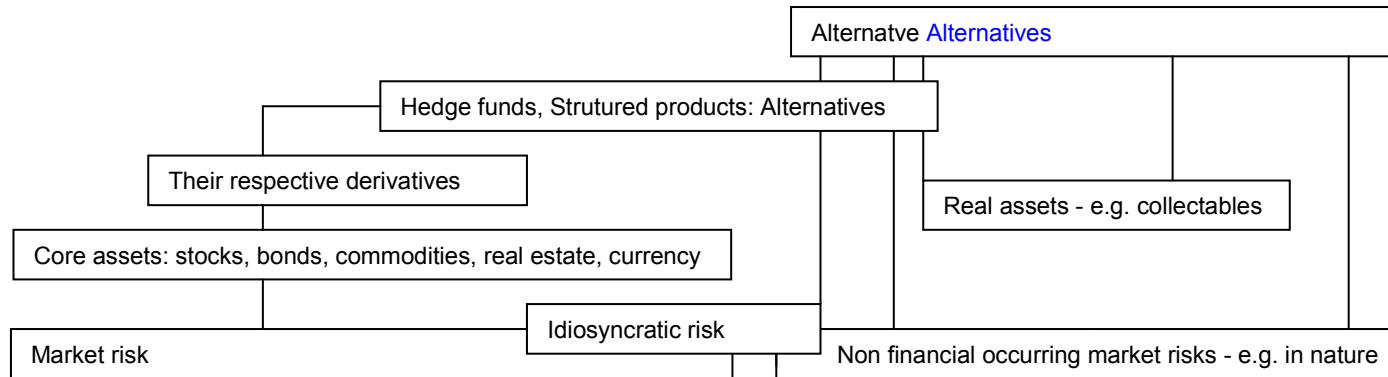 Alternatve Alternatives
Hedge funds, Strutured products: Alternatives
Their respective derivatives
Real assets - e.g. collectables
Core assets: stocks, bonds, commodities, real estate, currency
Idiosyncratic risk
Market risk
Non financial occurring market risks - e.g. in nature